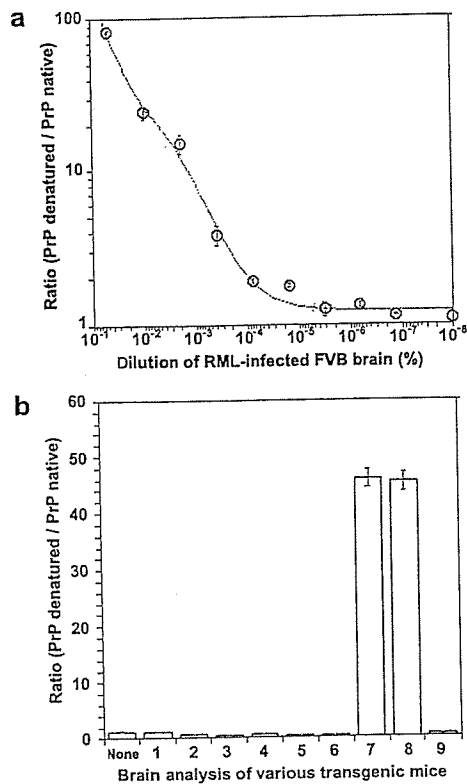 a
Ratio (PrP denatured / PrP native)
100
10
1
10⁻¹ 10⁻² 10⁻³ 10⁻⁴ 10⁻⁵ 10⁻⁶ 10⁻⁷ 10⁻⁸
Dilution of RML-infected FVB brain (%)
b
Ratio (PrP denatured / PrP native)
60
50
40
30
20
10
0
None 1 2 3 4 5 6 7 8 9
Brain analysis of various transgenic mice